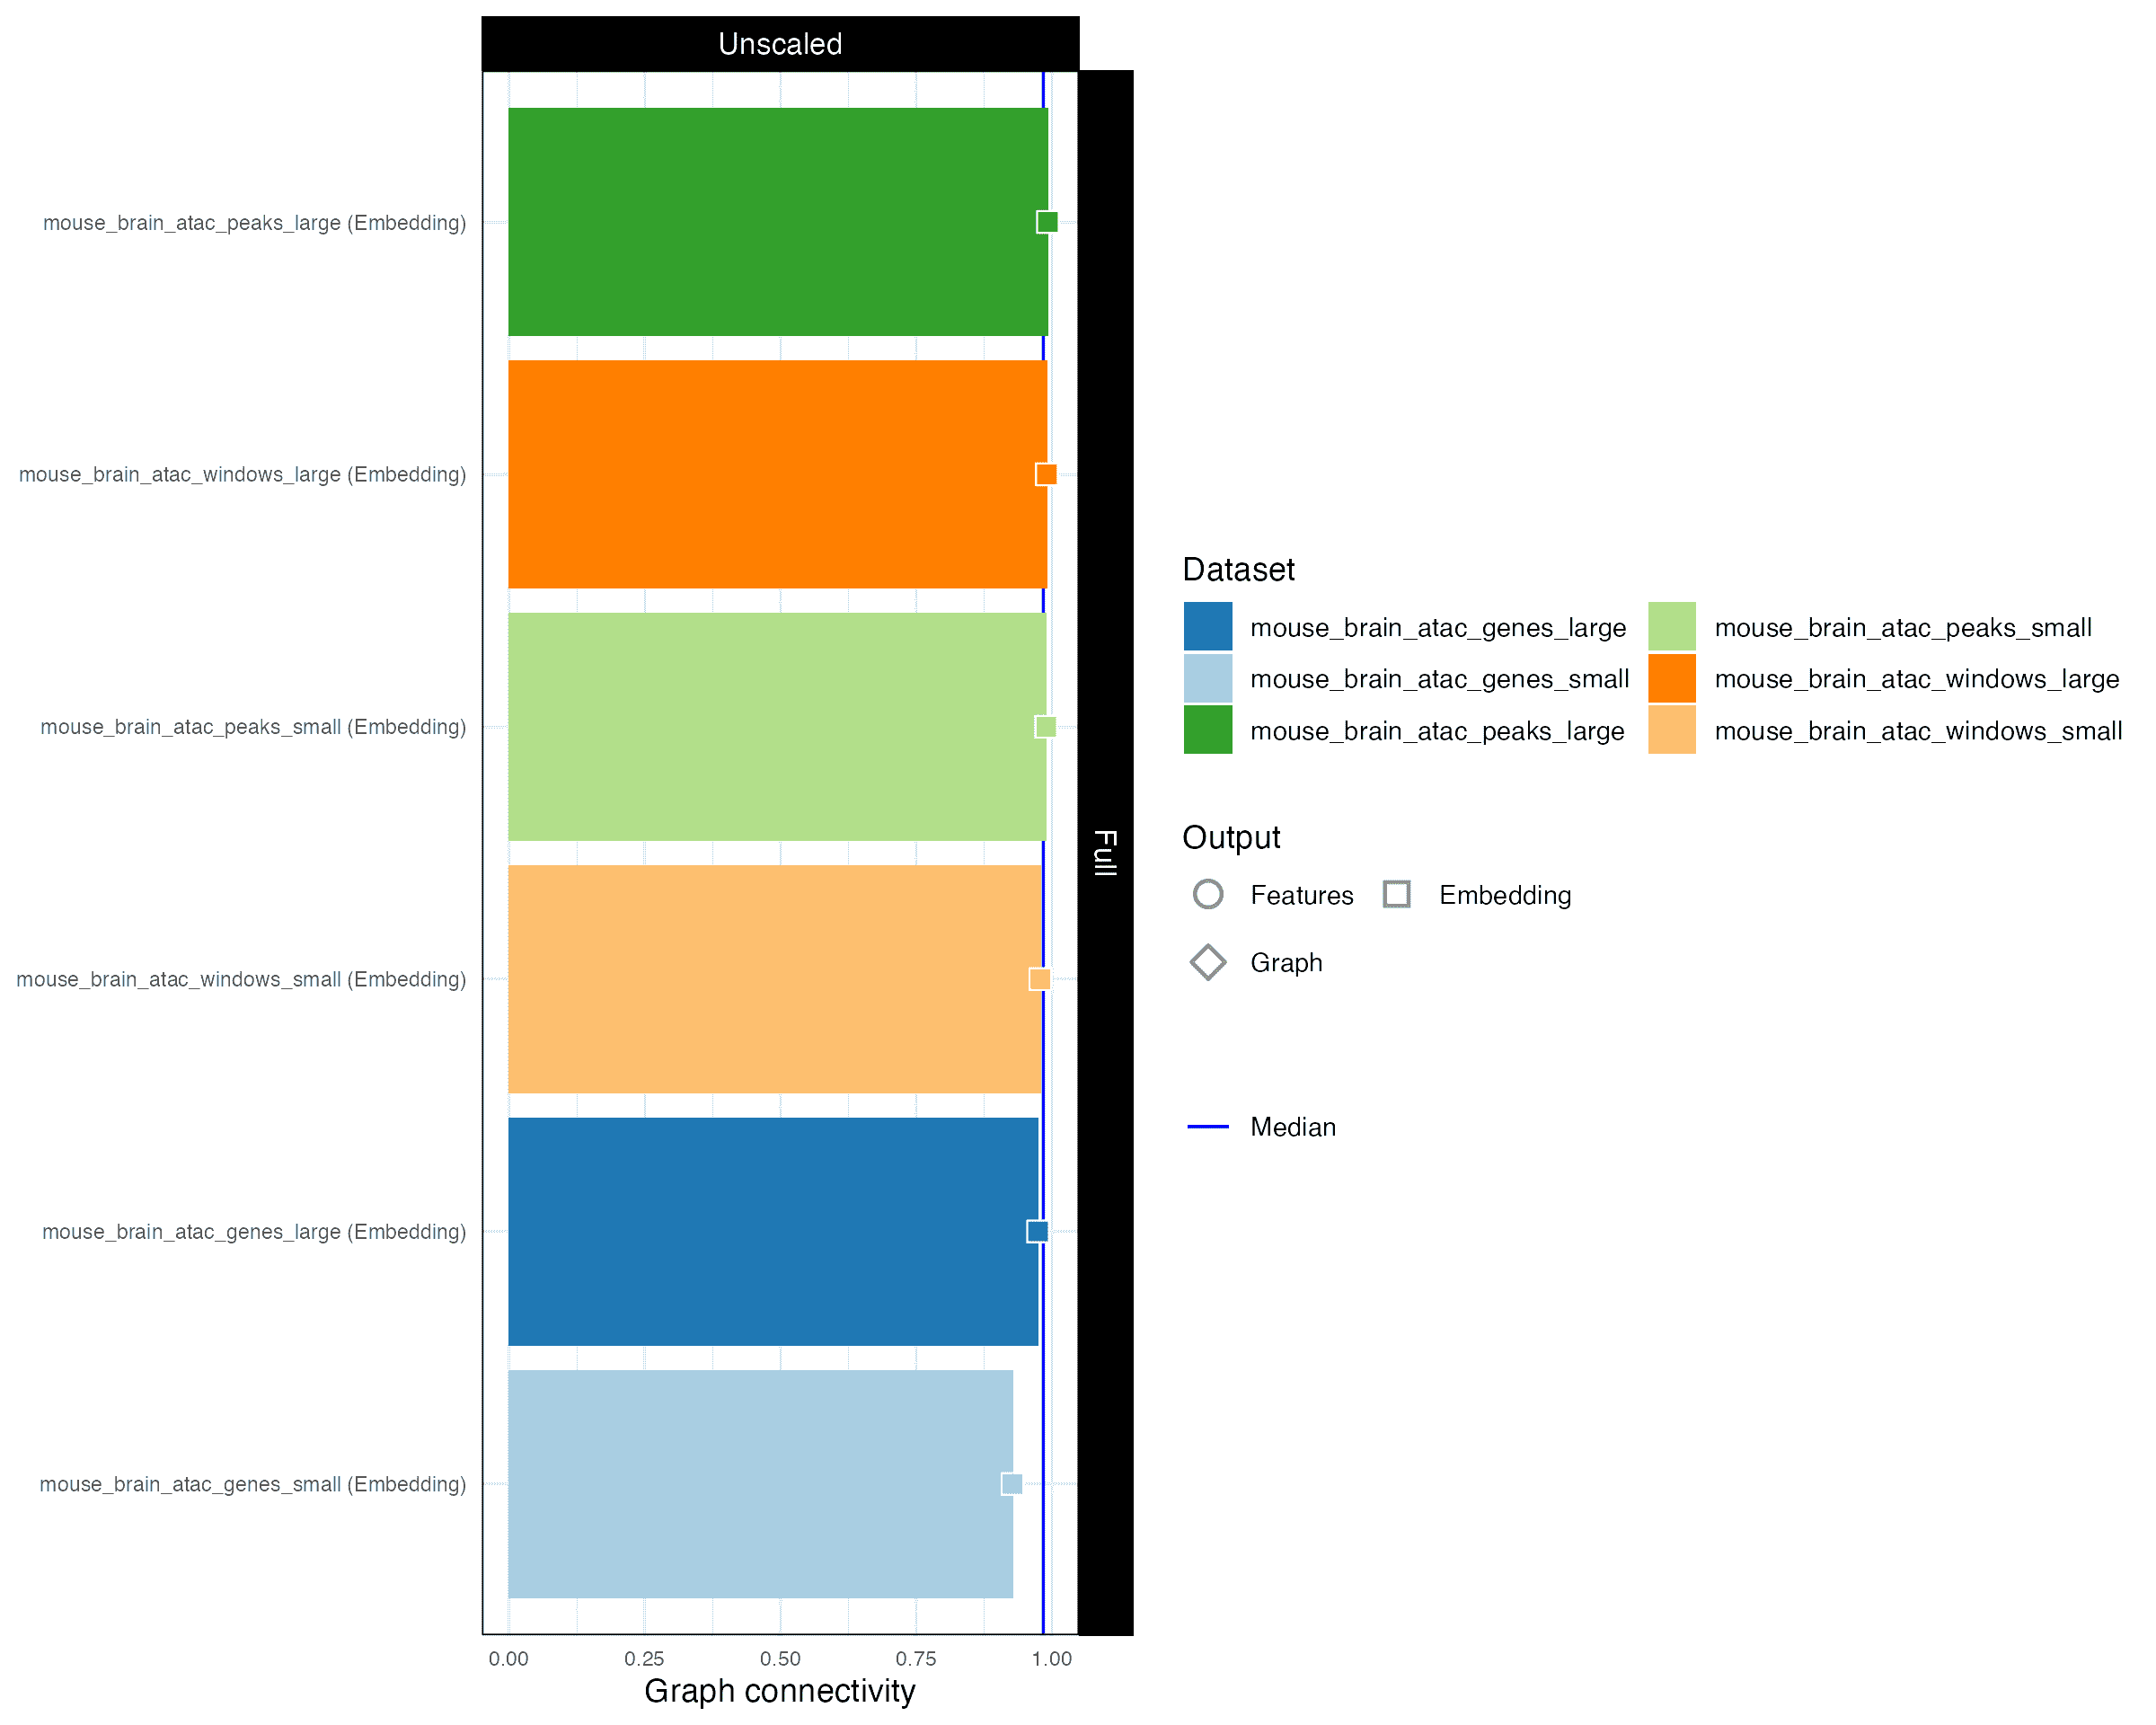 Unscaled
mouse_brain_atac_peaks_large (Embedding)
mouse_brain_atac_windows_large (Embedding)
mouse_brain_atac_peaks_small (Embedding)
mouse_brain_atac_windows_small (Embedding)
mouse_brain_atac_genes_large (Embedding)
mouse_brain_atac_genes_small (Embedding)
0.00 0.25 0.50 0.75 1.00
Graph connectivity
Full
Dataset
mouse_brain_atac_genes_large mouse_brain_atac_peaks_small
mouse_brain_atac_genes_small mouse_brain_atac_windows_large
mouse_brain_atac_peaks_large mouse_brain_atac_windows_small
Output
Features Embedding
Graph
Median